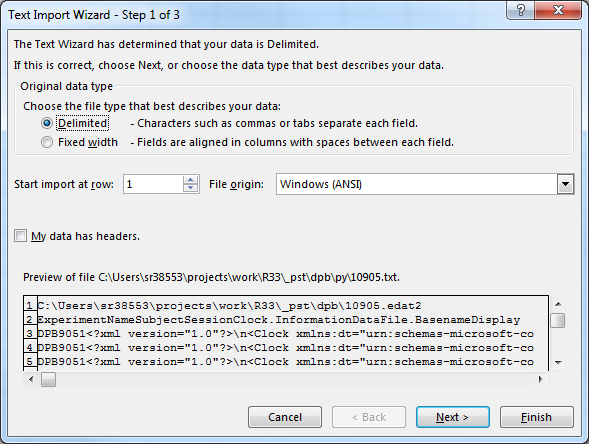 Text Import Wizard - Step 1 of 3
The Text Wizard has determined that your data is Delimited.
If this is correct, choose Next, or choose the data type that best describes your data.
Original data type
Choose the file type that best describes your data:
Delimited - Characters such as commas or tabs separate each field.
Fixed width - Fields are aligned in columns with spaces between each field.
Start import at row: 1 File origin: Windows (ANSI)
My data has headers.
Preview of file C:\Users\sr38553\projects\work\R33\_pst\dpb\py\10905.txt.
1 C:\Users\sr38553\projects\work\R33\_pst\dpb\10905.edat2
2 ExperimentNameSubjectSessionClock.InformationDataFile.BasenameDisplay
3 DPB9051<?xml version="1.0"?>\n<Clock xmlns:dt="urn:schemas-microsoft-co
4 DPB9051<?xml version="1.0"?>\n<Clock xmlns:dt="urn:schemas-microsoft-co
5 DPB9051<?xml version="1.0"?>\n<Clock xmlns:dt="urn:schemas-microsoft-co
Cancel < Back Next > Finish